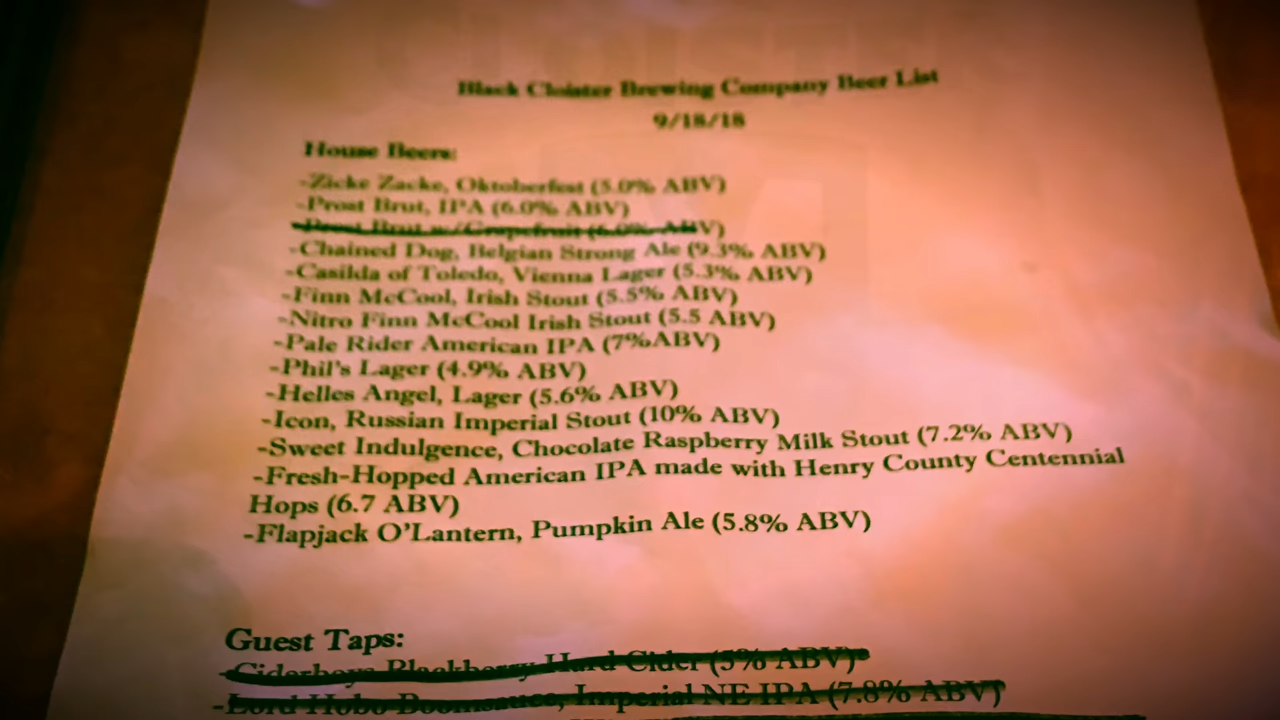 Black Cloister Brewing Company Beer List
9/18/18
House Beers:
-Zicke Zacke, Oktoberfest (5.0% ABV)
-Prost Brut, IPA (6.0% ABV)
-Prost Brut w/Grapefruit (6.0% ABV)
-Chained Dog, Belgian Strong Ale (9.3% ABV)
-Casilda of Toledo, Vienna Lager (5.3% ABV)
-Finn McCool, Irish Stout (5.5% ABV)
-Nitro Finn McCool Irish Stout (5.5 ABV)
-Pale Rider American IPA (7%ABV)
-Phil's Lager (4.9% ABV)
-Helles Angel, Lager (5.6% ABV)
-Icon, Russian Imperial Stout (10% ABV)
-Sweet Indulgence, Chocolate Raspberry Milk Stout (7.2% ABV)
-Fresh-Hopped American IPA made with Henry County Centennial
Hops (6.7 ABV)
-Flapjack O'Lantern, Pumpkin Ale (5.8% ABV)
Guest Taps:
-Ciderboys Blackberry Hard Cider (5% ABV)
-Lord Hobo Boomsauce, Imperial NE IPA (7.8% ABV)